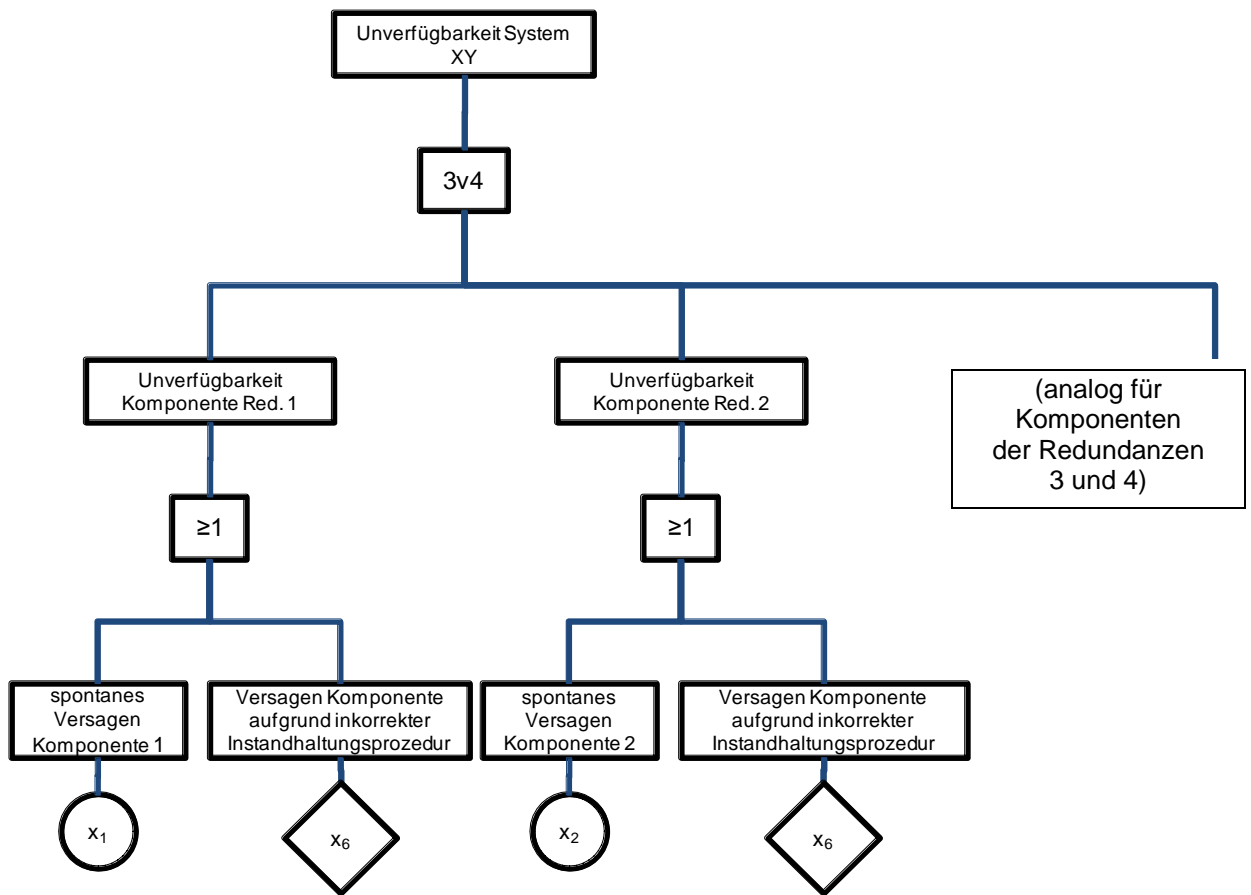 Unverfügbarkeit System
XY
3v4
Unverfügbarkeit
Komponente Red. 1
Unverfügbarkeit
Komponente Red. 2
(analog für
Komponenten
der Redundanzen
3 und 4)
≥1
≥1
spontanes
Versagen
Komponente 1
Versagen Komponente
aufgrund inkorrekter
Instandhaltungsprozedur
spontanes
Versagen
Komponente 2
Versagen Komponente
aufgrund inkorrekter
Instandhaltungsprozedur
x₁
x₆
x₂
x₆